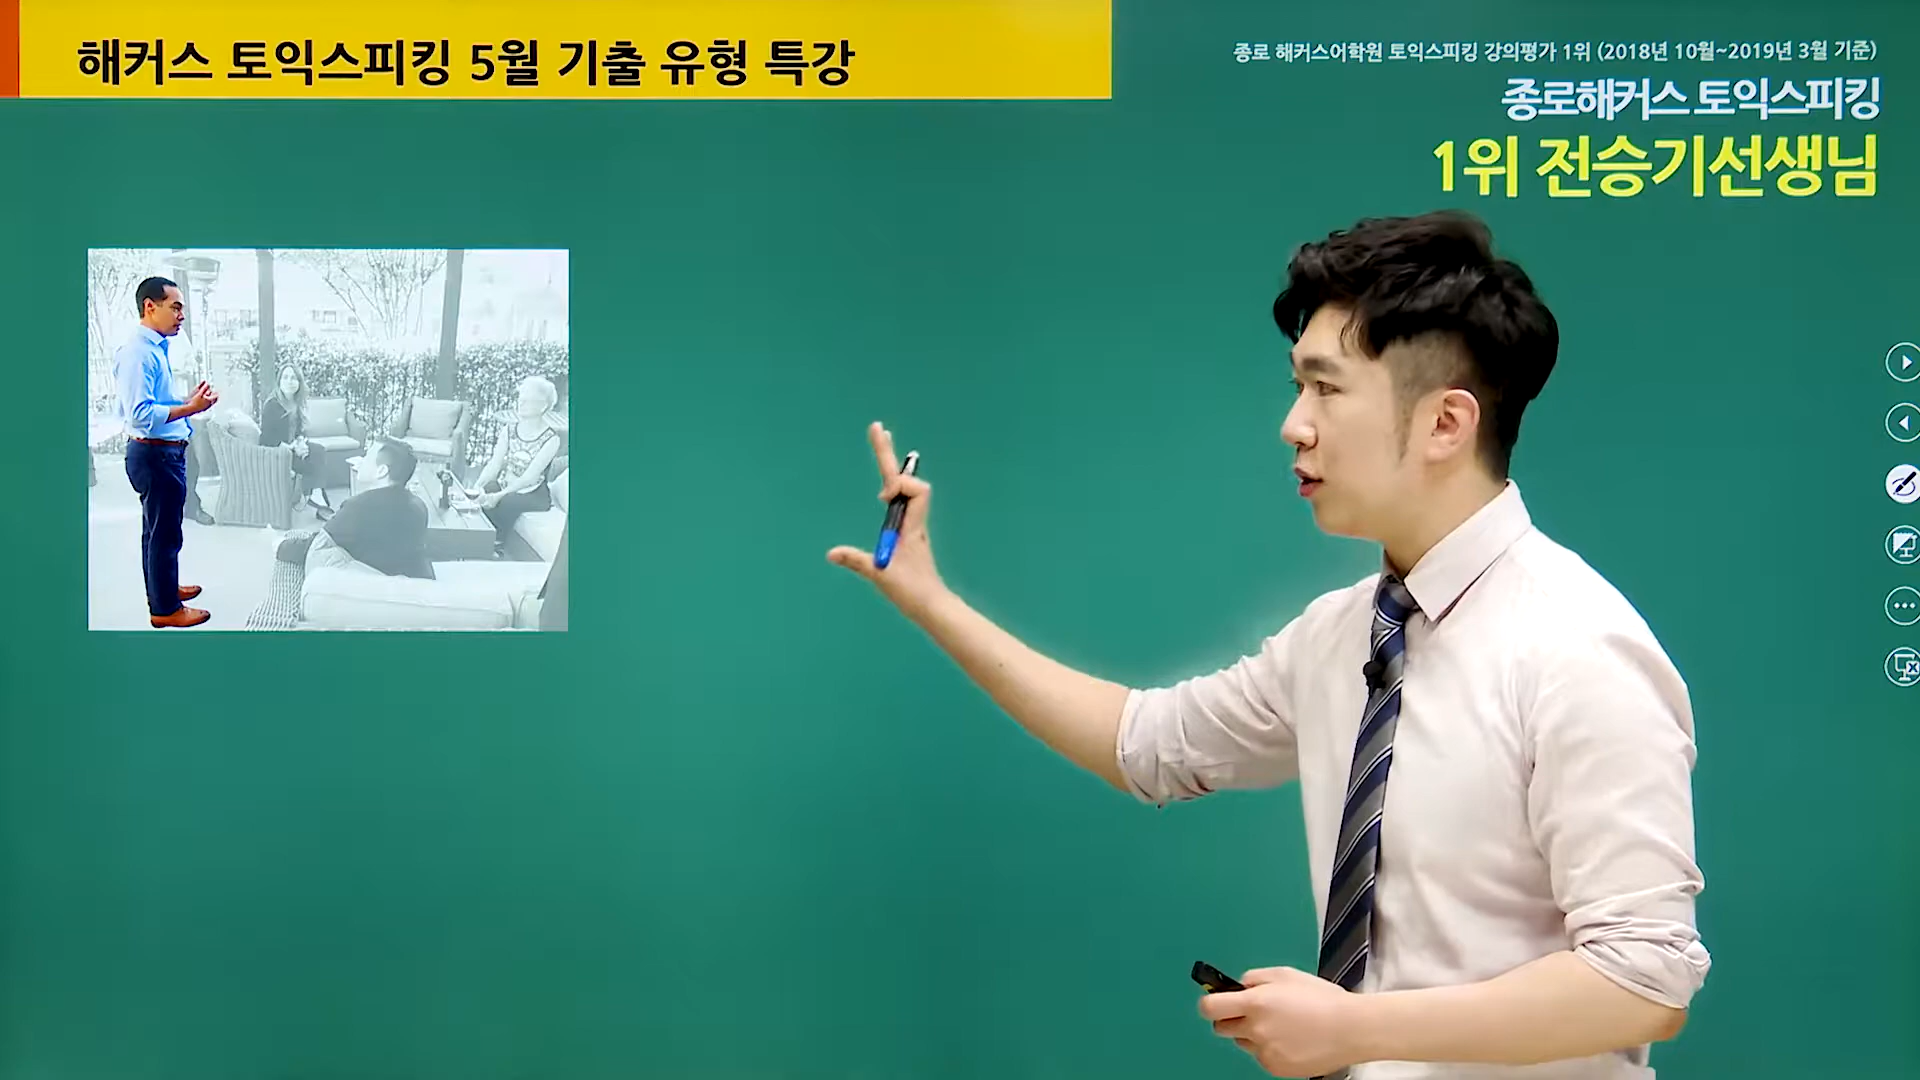 해커스 토익스피킹 5월 기출 유형 특강
종로 해커스어학원 토익스피킹 강의평가 1위 (2018년 10월~2019년 3월 기준)
종로해커스 토익스피킹
1위 전승기선생님